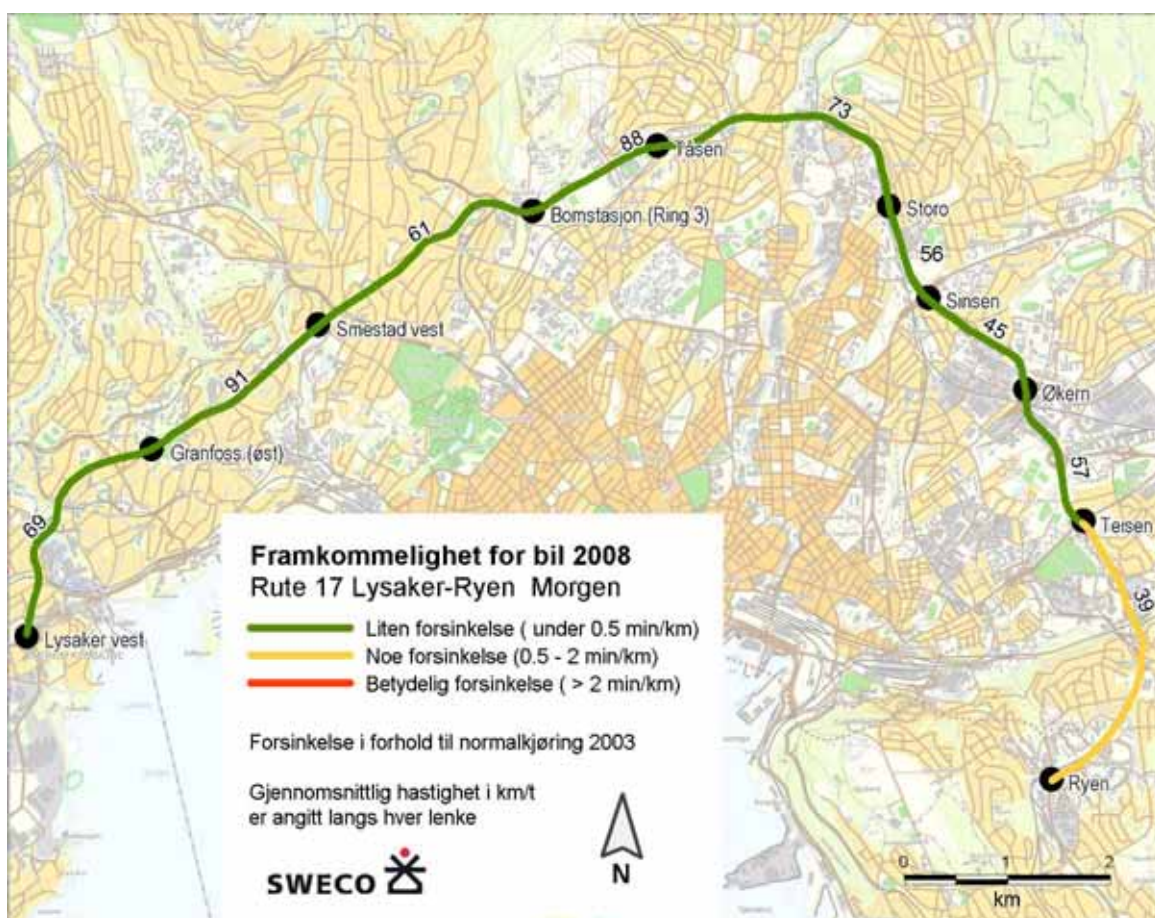 73
88
Tåsen
Storo
Bomstasjon (Ring 3)
61
56
Sinsen
Smestad vest
45
91
Økern
Granfoss (øst)
57
69
Teisen
Framkommelighet for bil 2008
Rute 17 Lysaker-Ryen Morgen
39
Liten forsinkelse ( under 0.5 min/km)
Lysaker vest
Noe forsinkelse (0.5 - 2 min/km)
Betydelig forsinkelse ( > 2 min/km)
Forsinkelse i forhold til normalkjøring 2003
Ryen
Gjennomsnittlig hastighet i km/t
er angitt langs hver lenke
SWECO
N
0 1 2
km